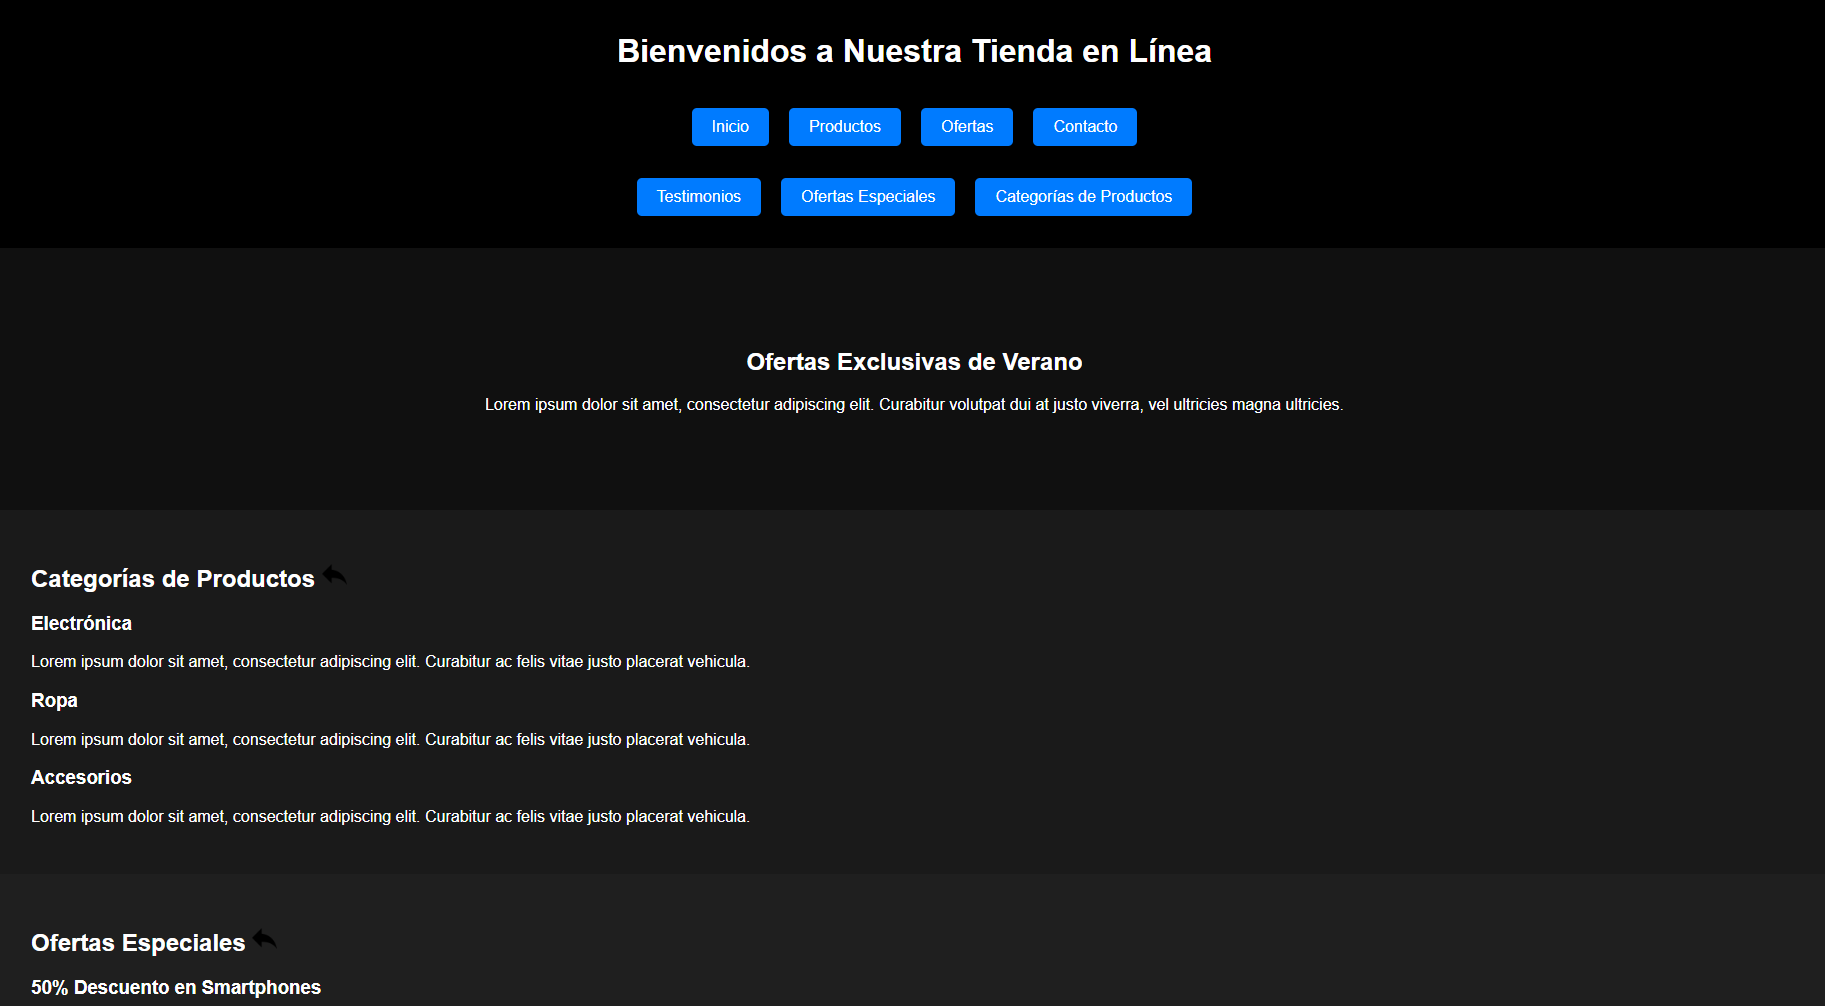 Bienvenidos a Nuestra Tienda en Línea
Inicio Productos Ofertas Contacto
Testimonios Ofertas Especiales Categorías de Productos
Ofertas Exclusivas de Verano
Lorem ipsum dolor sit amet, consectetur adipiscing elit. Curabitur volutpat dui at justo viverra, vel ultricies magna ultricies.
Categorías de Productos
Electrónica
Lorem ipsum dolor sit amet, consectetur adipiscing elit. Curabitur ac felis vitae justo placerat vehicula.
Ropa
Lorem ipsum dolor sit amet, consectetur adipiscing elit. Curabitur ac felis vitae justo placerat vehicula.
Accesorios
Lorem ipsum dolor sit amet, consectetur adipiscing elit. Curabitur ac felis vitae justo placerat vehicula.
Ofertas Especiales
50% Descuento en Smartphones